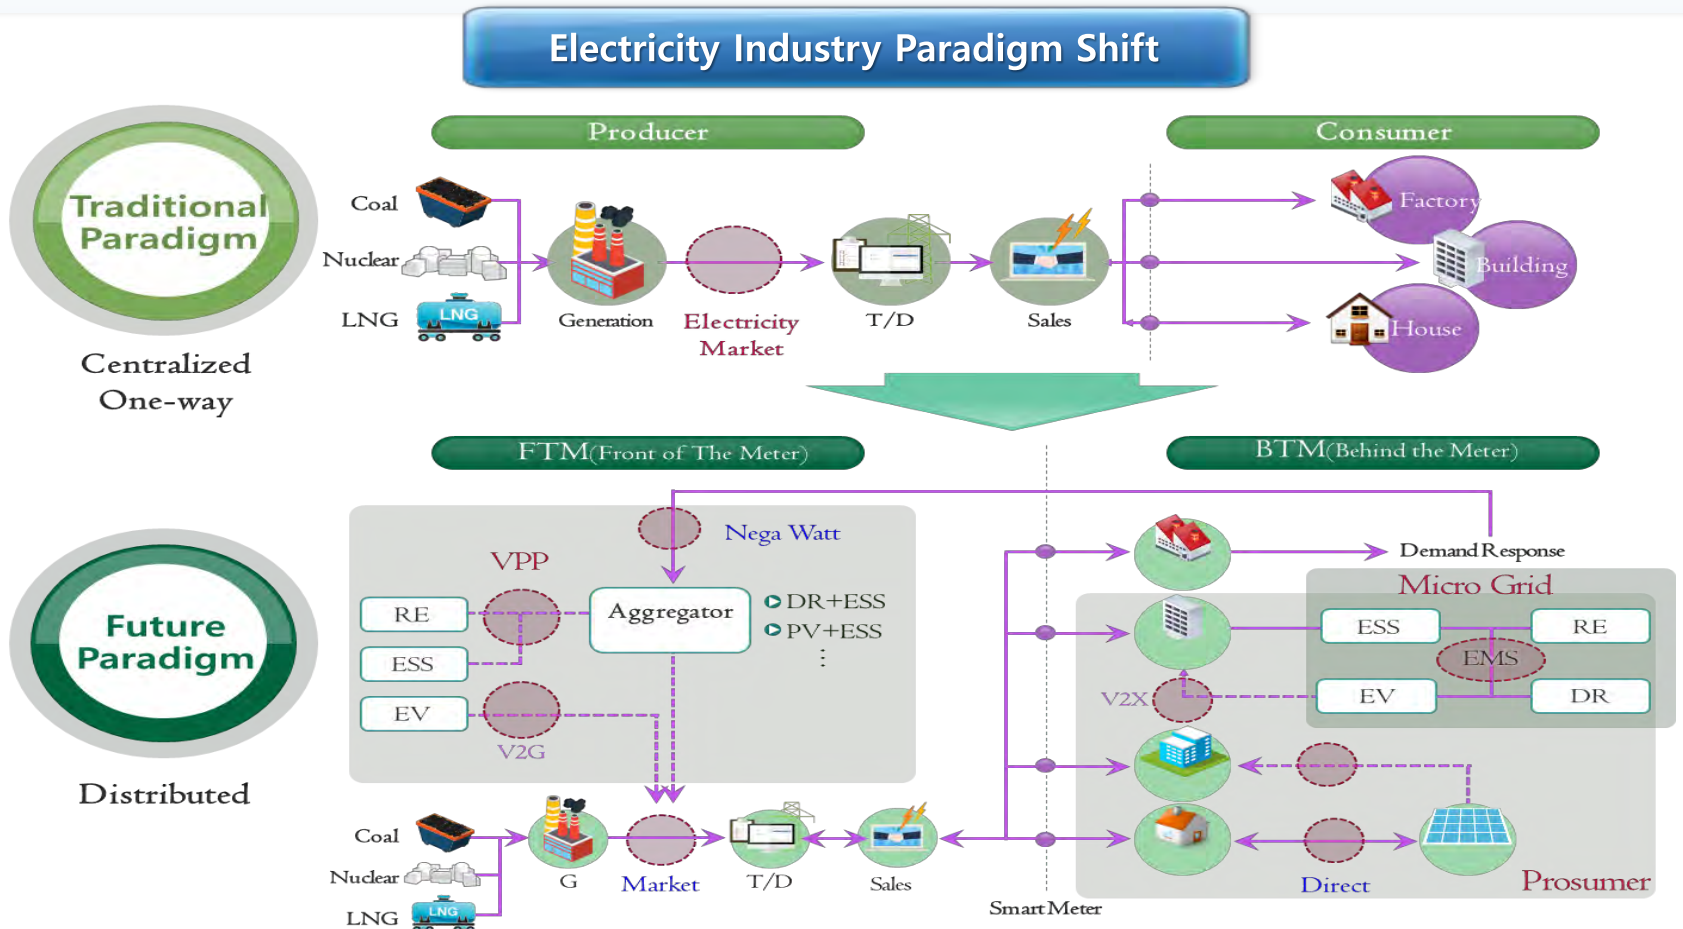 Electricity Industry Paradigm Shift
Producer
Consumer
Traditional
Paradigm
Centralized
One-way
Coal
Nuclear
LNG
LNG
Generation
Electricity
Market
T/D
Sales
Factory
Building
House
FTM(Front of The Meter)
BTM(Behind the Meter)
Future
Paradigm
Distributed
Nega Watt
VPP
RE
ESS
EV
V2G
Aggregator
DR+ESS
PV+ESS
⋮
Demand Response
Micro Grid
ESS
RE
EMS
EV
DR
V2X
Coal
Nuclear
LNG
LNG
G
Market
T/D
Sales
Smart Meter
Direct
Prosumer